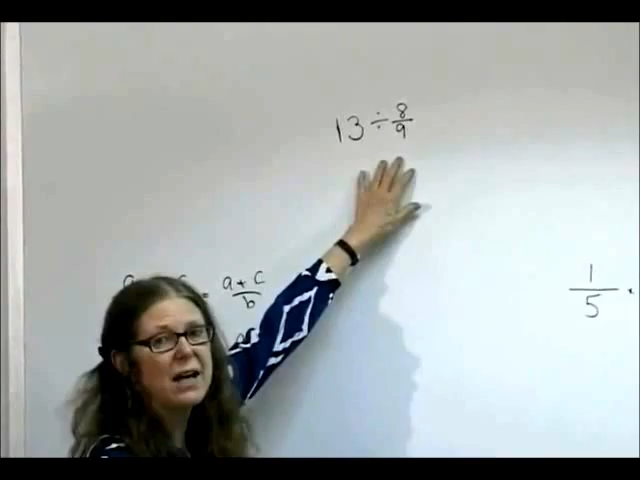 13 ÷ 8/9
= a + c / b
1/5 ·